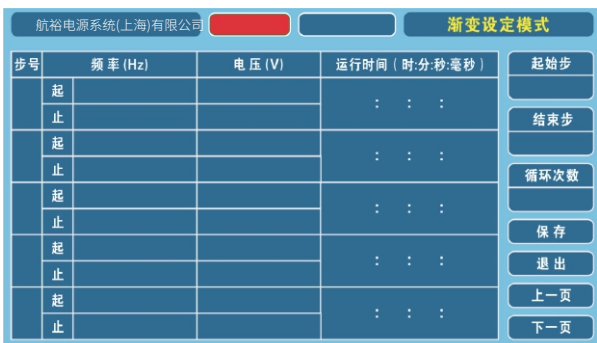 航裕电源系统(上海)有限公司 渐变设定模式
步号 频率(Hz) 电压(V) 运行时间(时:分:秒:毫秒) 起始步
起
: : :
止
结束步
起
: : :
止
循环次数
起
: : :
止
保存
起
: : :
止
退出
起
: : :
止
上一页
下一页